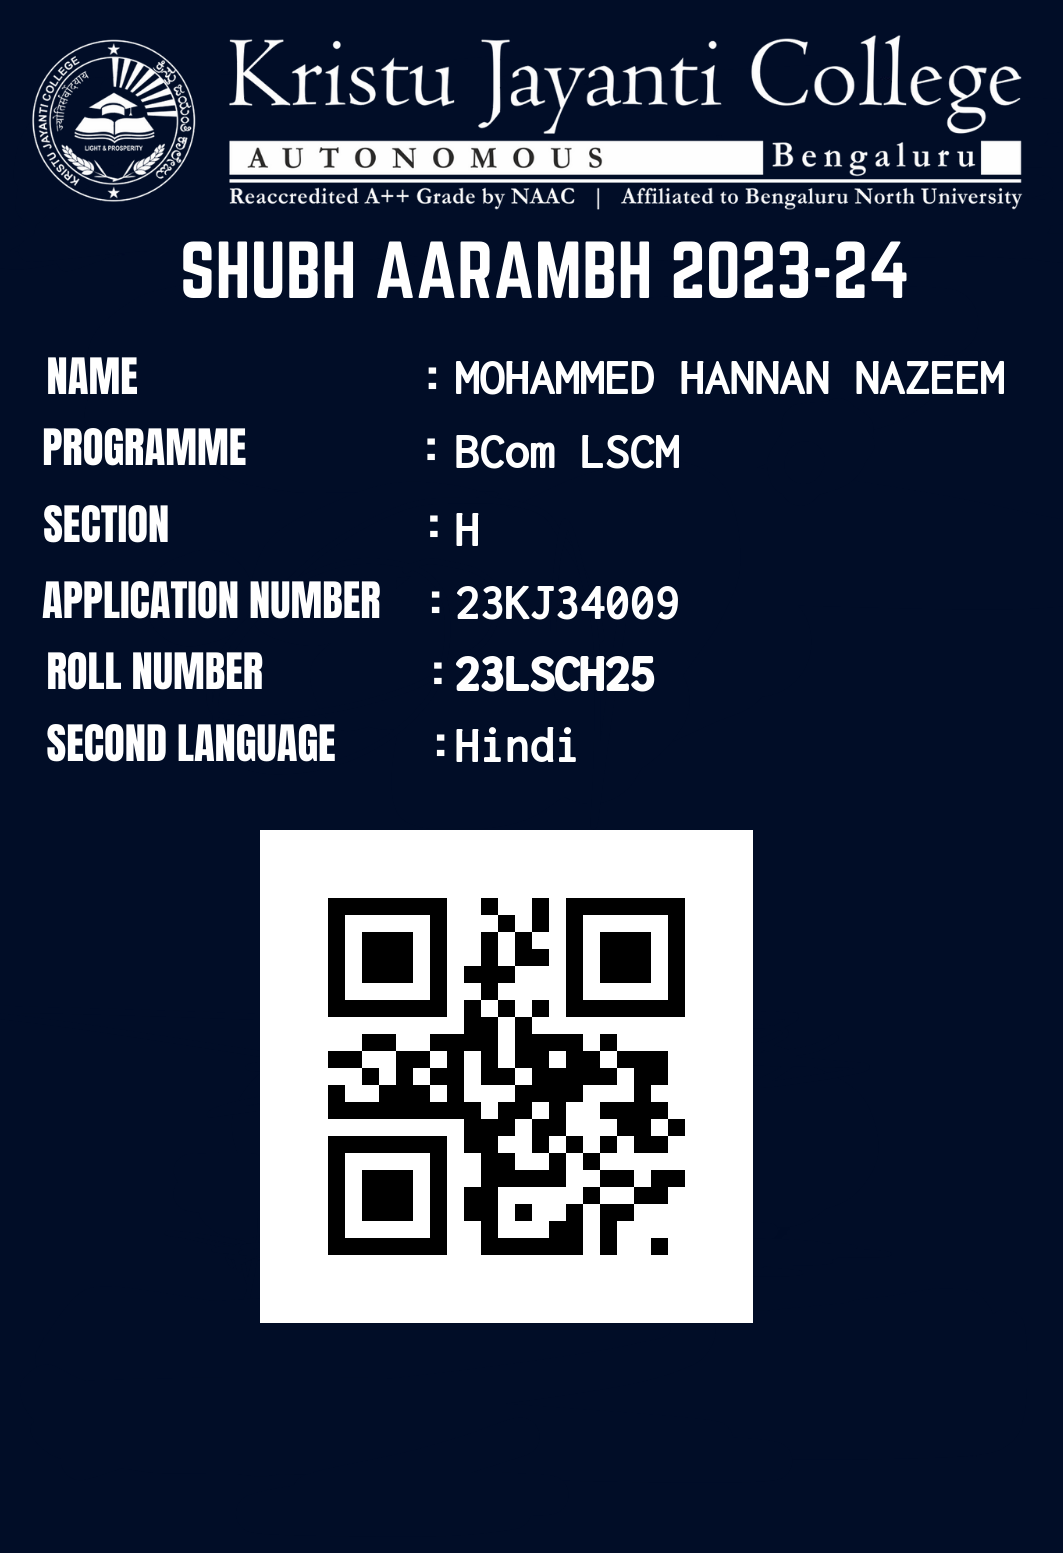 KRISTU JAYANTI COLLEGE
LIGHT & PROSPERITY
Kristu Jayanti College
AUTONOMOUS Bengaluru
Reaccredited A++ Grade by NAAC | Affiliated to Bengaluru North University
SHUBH AARAMBH 2023-24
NAME : MOHAMMED HANNAN NAZEEM
PROGRAMME : BCom LSCM
SECTION : H
APPLICATION NUMBER : 23KJ34009
ROLL NUMBER : 23LSCH25
SECOND LANGUAGE :Hindi